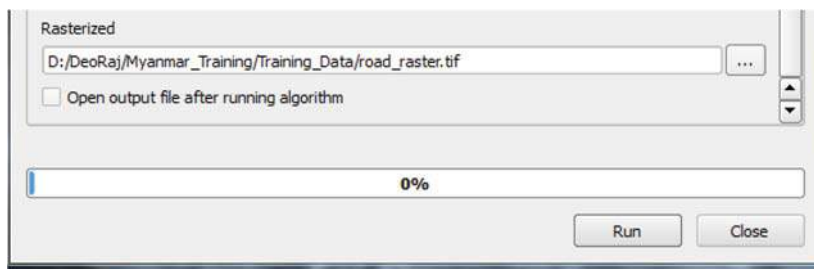 Rasterized
D:/DeoRaj/Myanmar_Training/Training_Data/road_raster.tif
...
Open output file after running algorithm
0%
Run Close